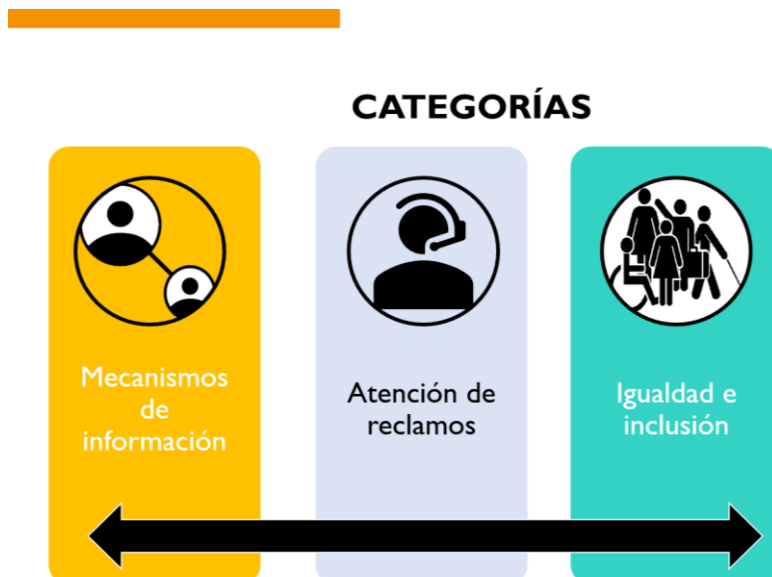 CATEGORÍAS
Mecanismos
de
información
Atención de
reclamos
Igualdad e
inclusión